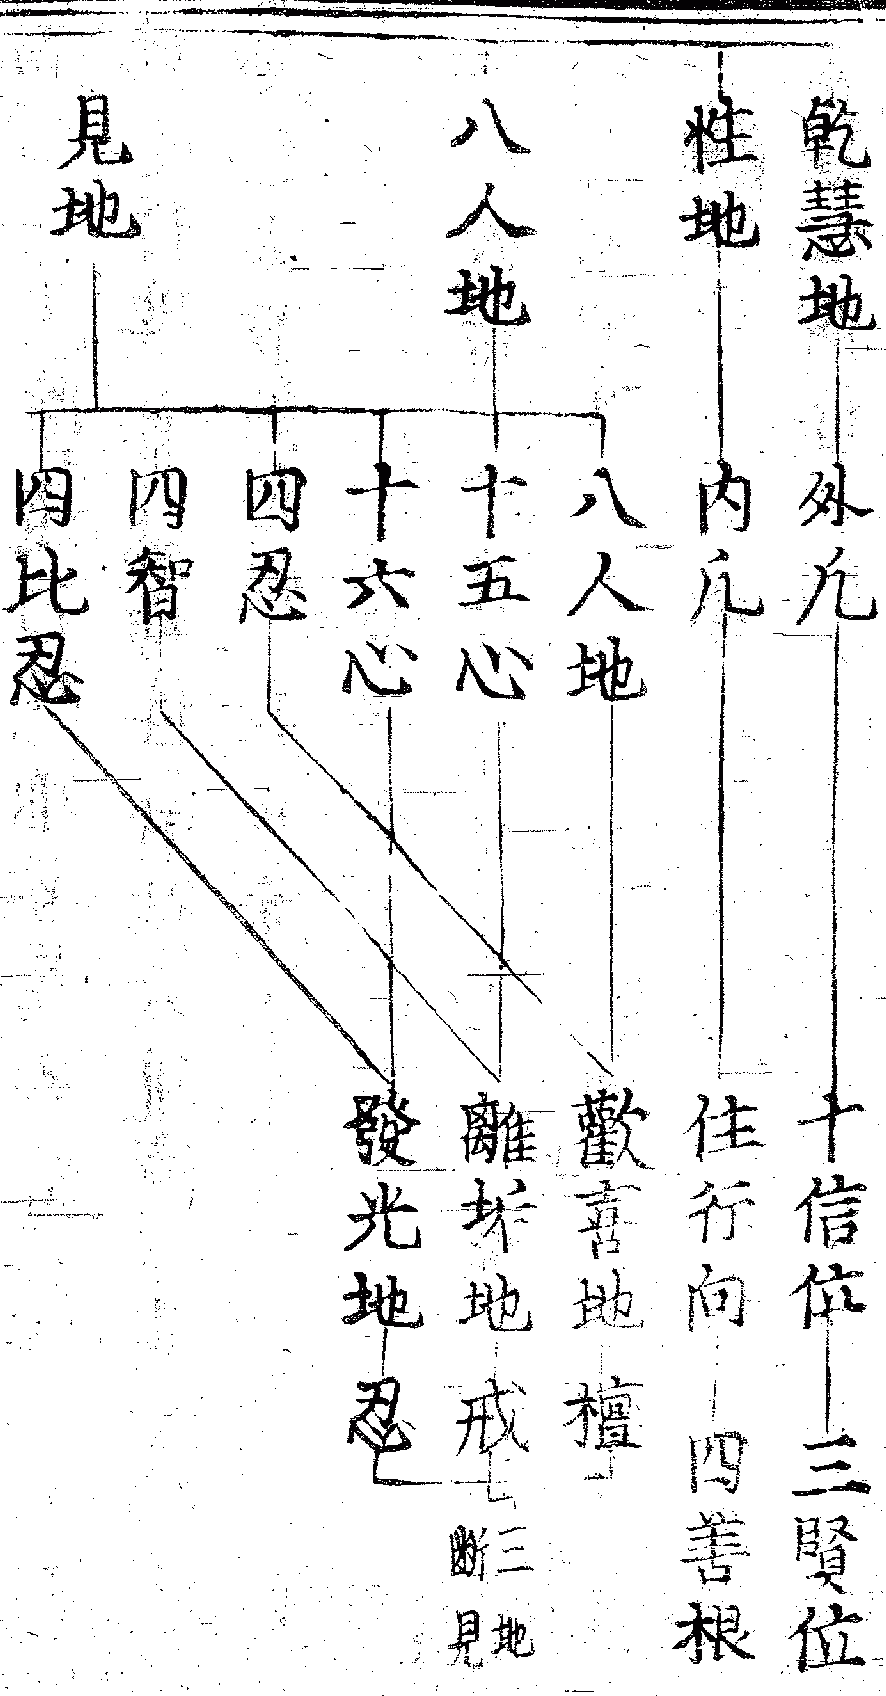 乾慧地
外凡
十信位
三賢位
性地
内凡
住行向
四善根
八人地
歡喜地
檀
八人地
十五心
離垢地
戒
三地
斷見
十六心
發光地
忍
四忍
四智
見地
四比忍